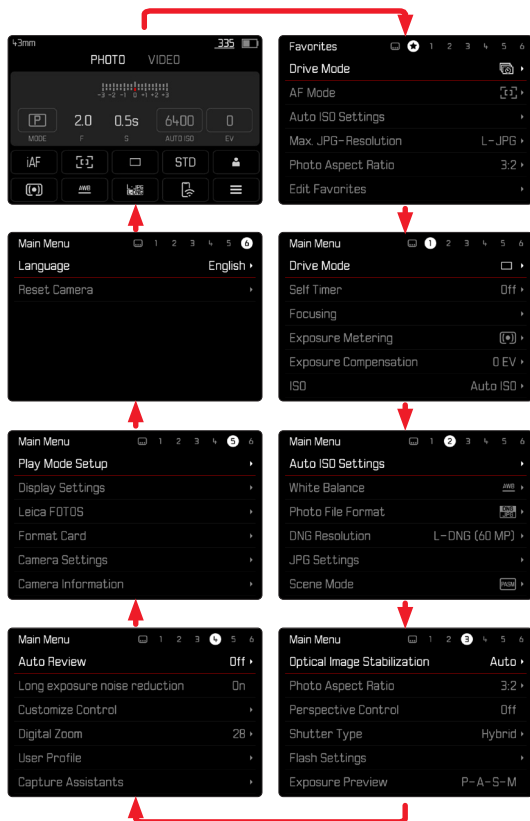 43mm 335
PHOTO VIDEO
-3 -2 -1 0 +1 +2 +3
P 2.0 0.5s 6400 0
MODE F S AUTO ISO EV
iAF STD
AWB L-JPG DNG
Favorites 1 2 3 4 5 6
Drive Mode
AF Mode
Auto ISO Settings
Max. JPG-Resolution L-JPG
Photo Aspect Ratio 3:2
Edit Favorites
Main Menu 1 2 3 4 5 6
Language English
Reset Camera
Main Menu 1 2 3 4 5 6
Drive Mode
Self Timer Off
Focusing
Exposure Metering
Exposure Compensation 0 EV
ISO Auto ISO
Main Menu 1 2 3 4 5 6
Play Mode Setup
Display Settings
Leica FOTOS
Format Card
Camera Settings
Camera Information
Main Menu 1 2 3 4 5 6
Auto ISO Settings
White Balance AWB
Photo File Format DNG JPG
DNG Resolution L-DNG (60 MP)
JPG Settings
Scene Mode PASM
Main Menu 1 2 3 4 5 6
Auto Review Off
Long exposure noise reduction On
Customize Control
Digital Zoom 28
User Profile
Capture Assistants
Main Menu 1 2 3 4 5 6
Optical Image Stabilization Auto
Photo Aspect Ratio 3:2
Perspective Control Off
Shutter Type Hybrid
Flash Settings
Exposure Preview P-A-S-M